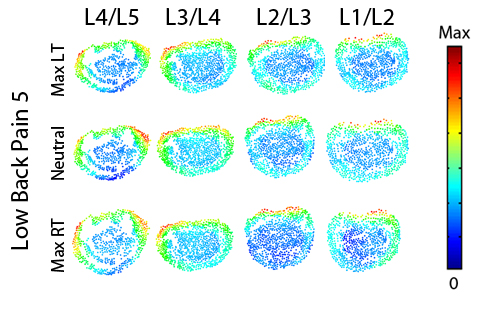 L4/L5 L3/L4 L2/L3 L1/L2
Max
Max LT
Neutral
Max RT
Low Back Pain 5
0